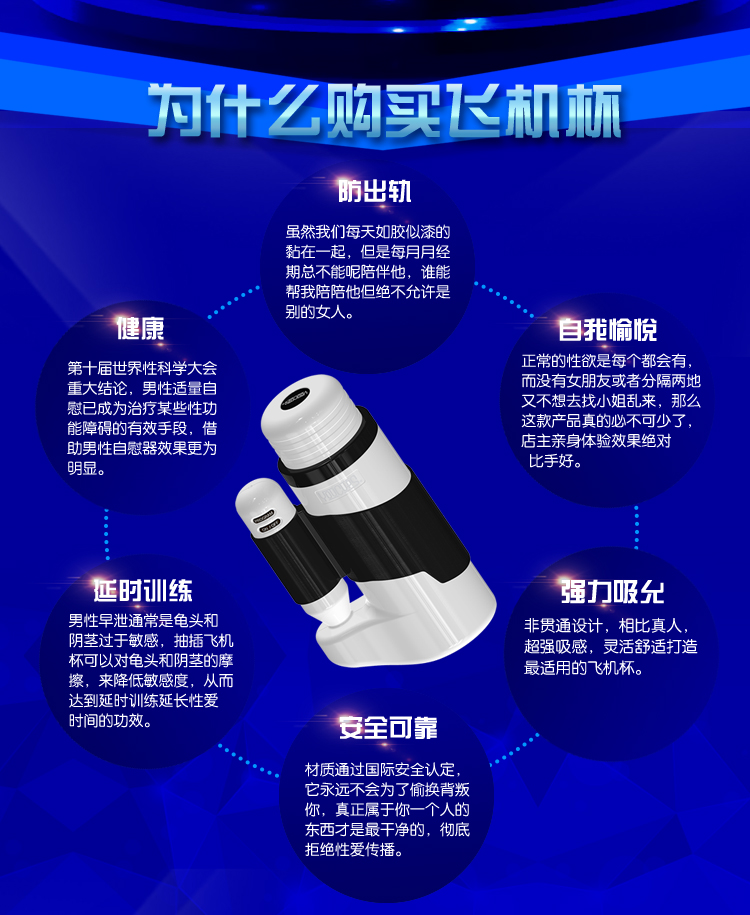 为什么购买飞机杯
防出轨
虽然我们每天如胶似漆的
黏在一起，但是每月月经
期总不能呢陪伴他，谁能
帮我陪陪他但绝不允许是
别的女人。
健康
第十届世界性科学大会
重大结论，男性适量自
慰已成为治疗某些性功
能障碍的有效手段，借
助男性自慰器效果更为
明显。
自我愉悦
正常的性欲是每个都会有，
而没有女朋友或者分隔两地
又不想去找小姐乱来，那么
这款产品真的必不可少了，
店主亲身体验效果绝对
比手好。
延时训练
男性早泄通常是龟头和
阴茎过于敏感，抽插飞机
杯可以对龟头和阴茎的摩
擦，来降低敏感度，从而
达到延时训练延长性爱
时间的功效。
强力吸允
非贯通设计，相比真人，
超强吸感，灵活舒适打造
最适用的飞机杯。
安全可靠
材质通过国际安全认定，
它永远不会为了偷换背叛
你，真正属于你一个人的
东西才是最干净的，彻底
拒绝性爱传播。